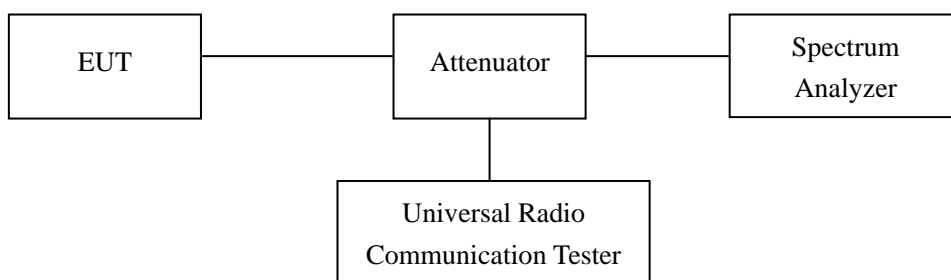 EUT
Attenuator
Spectrum
Analyzer
Universal Radio
Communication Tester